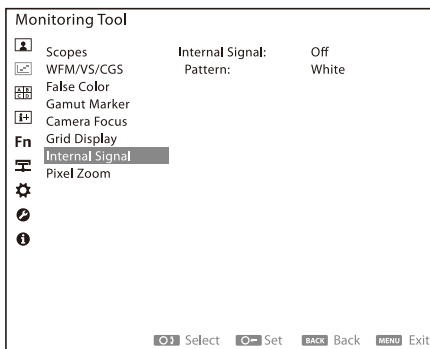 Monitoring Tool
Scopes Internal Signal: Off
WFM/VS/CGS Pattern: White
False Color
Gamut Marker
Camera Focus
Fn Grid Display
Internal Signal
Pixel Zoom
Select Set BACK Back MENU Exit